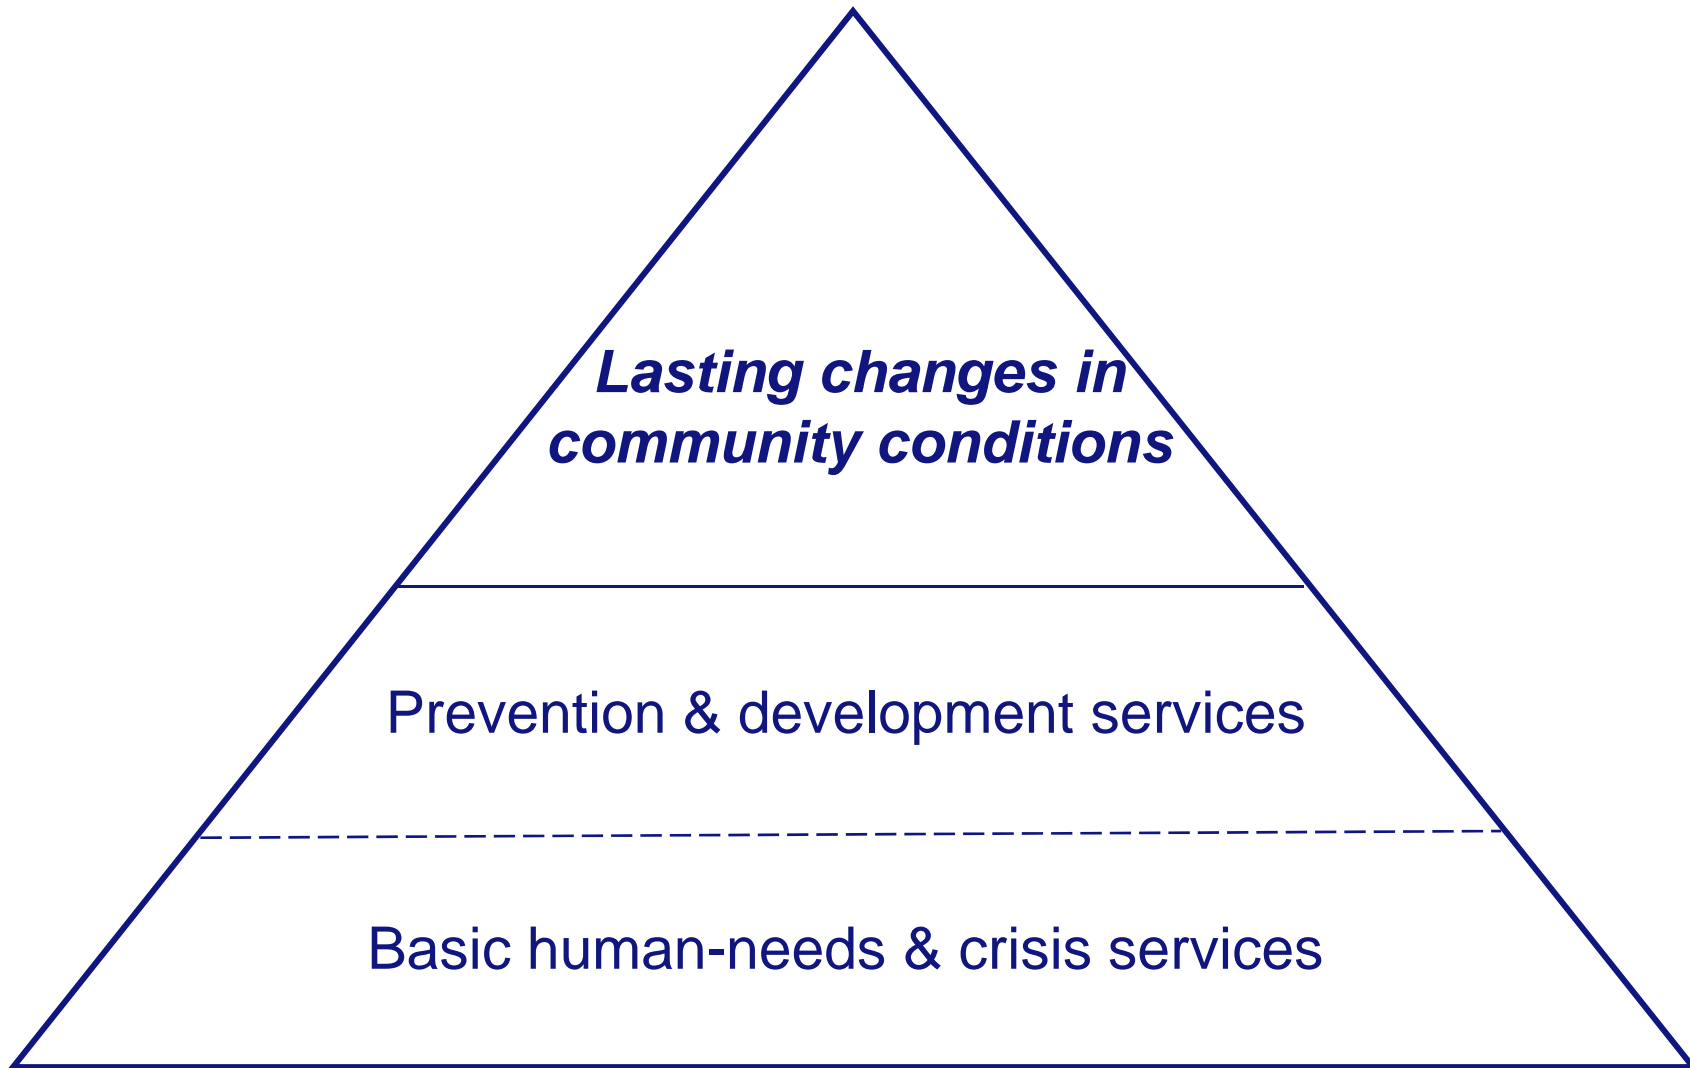 Lasting changes in
community conditions
Prevention & development services
Basic human-needs & crisis services